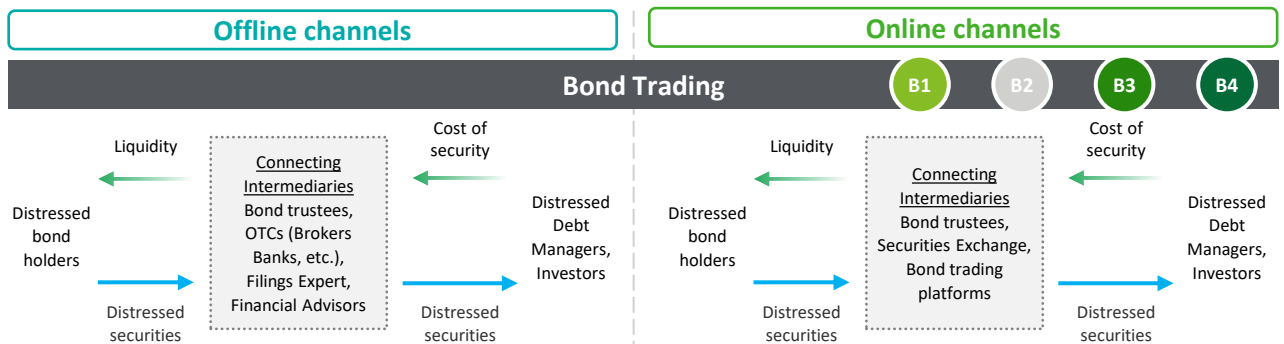 Offline channels
Online channels
Bond Trading
B1
B2
B3
B4
Liquidity
Cost of
security
Connecting
Intermediaries
Bond trustees,
OTCs (Brokers
Banks, etc.),
Filings Expert,
Financial Advisors
Distressed
bond
holders
Distressed
Debt
Managers,
Investors
Distressed
securities
Distressed
securities
Liquidity
Cost of
security
Connecting
Intermediaries
Bond trustees,
Securities Exchange,
Bond trading
platforms
Distressed
bond
holders
Distressed
Debt
Managers,
Investors
Distressed
securities
Distressed
securities